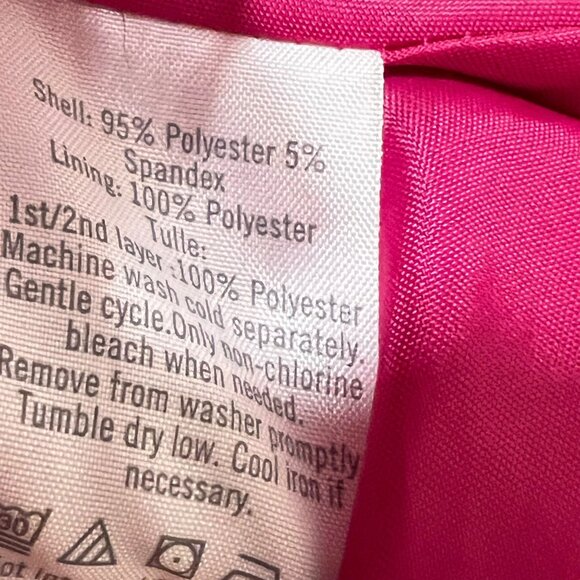 Shell: 95% Polyester 5%
Spandex
Lining: 100% Polyester
Tulle:
1st/2nd layer :100% Polyester
Machine wash cold separately.
Gentle cycle.Only non-chlorine
bleach when needed.
Remove from washer promptly
Tumble dry low. Cool iron if
necessary.
30